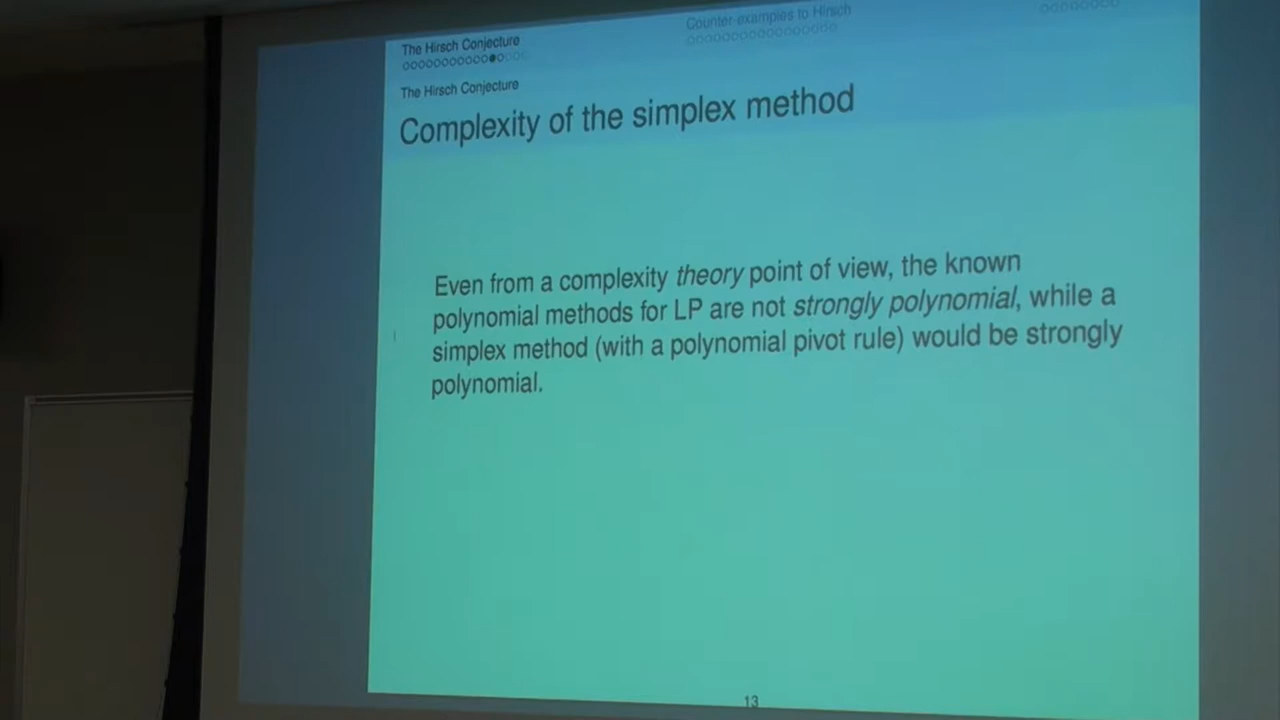 The Hirsch Conjecture
Counter-examples to Hirsch
The Hirsch Conjecture
Complexity of the simplex method
Even from a complexity theory point of view, the known
polynomial methods for LP are not strongly polynomial, while a
simplex method (with a polynomial pivot rule) would be strongly
polynomial.
13